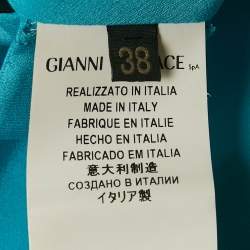 38
GIANNI ACE SpA
REALIZZATO IN ITALIA
MADE IN ITALY
FABRIQUE EN ITALIE
HECHO EN ITALIA
FABRICADO EM ITALIA
意大利制造
СОЗДАНО В ИТАЛИИ
イタリア製